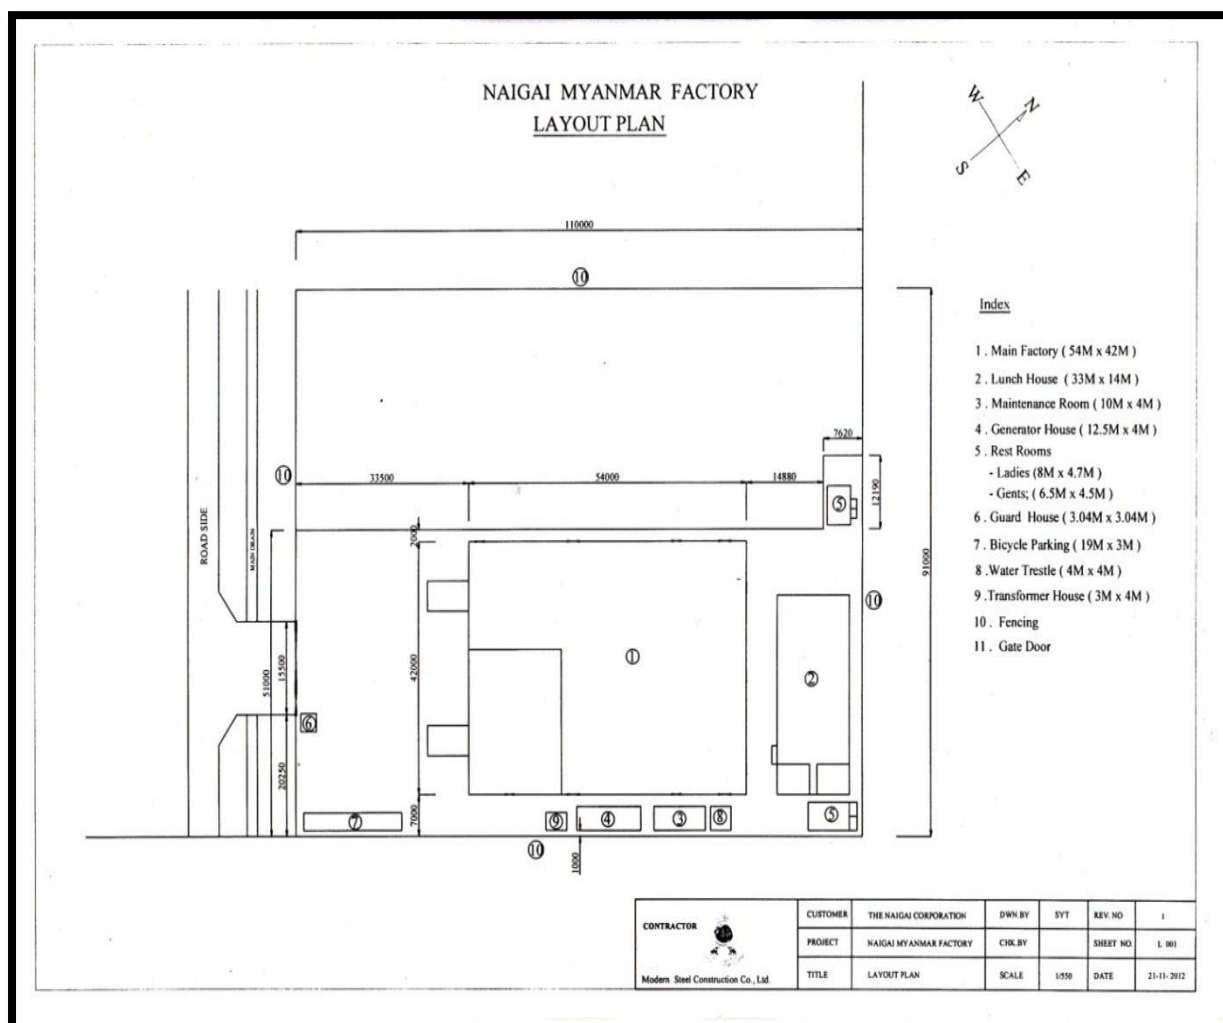 NAIGAI MYANMAR FACTORY
LAYOUT PLAN
W
N
S
E
110000
10
Index
1 . Main Factory ( 54M x 42M )
2 . Lunch House ( 33M x 14M )
3 . Maintenance Room ( 10M x 4M )
4 . Generator House ( 12.5M x 4M )
5 . Rest Rooms
- Ladies (8M x 4.7M )
- Gents; ( 6.5M x 4.5M )
6 . Guard House ( 3.04M x 3.04M )
7 . Bicycle Parking ( 19M x 3M )
8 .Water Trestle ( 4M x 4M )
9 .Transformer House ( 3M x 4M )
10 . Fencing
11 . Gate Door
7620
10
33500
54000
14880
5
12190
ROAD SIDE
MAIN DRAIN
2000
91000
10
51000
15500
42000
1
2
6
20250
7000
7
9
4
3
8
5
10
1000
CONTRACTOR
Modern Steel Construction Co., Ltd.
CUSTOMER THE NAIGAI CORPORATION DWN.BY SYT REV. NO 1
PROJECT NAIGAI MYANMAR FACTORY CHK.BY SHEET NO. L 001
TITLE LAYOUT PLAN SCALE 1/550 DATE 21-11-2012